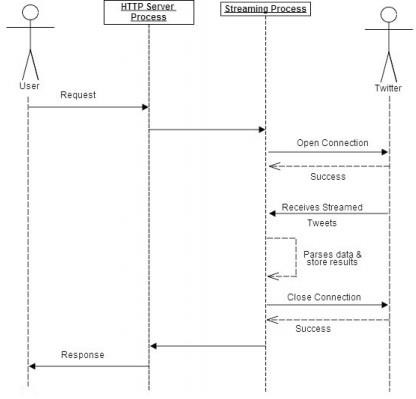 HTTP Server
Process
Streaming Process
User
Twitter
Request
Open Connection
Success
Receives Streamed
Tweets
Parses data &
store results
Close Connection
Success
Response